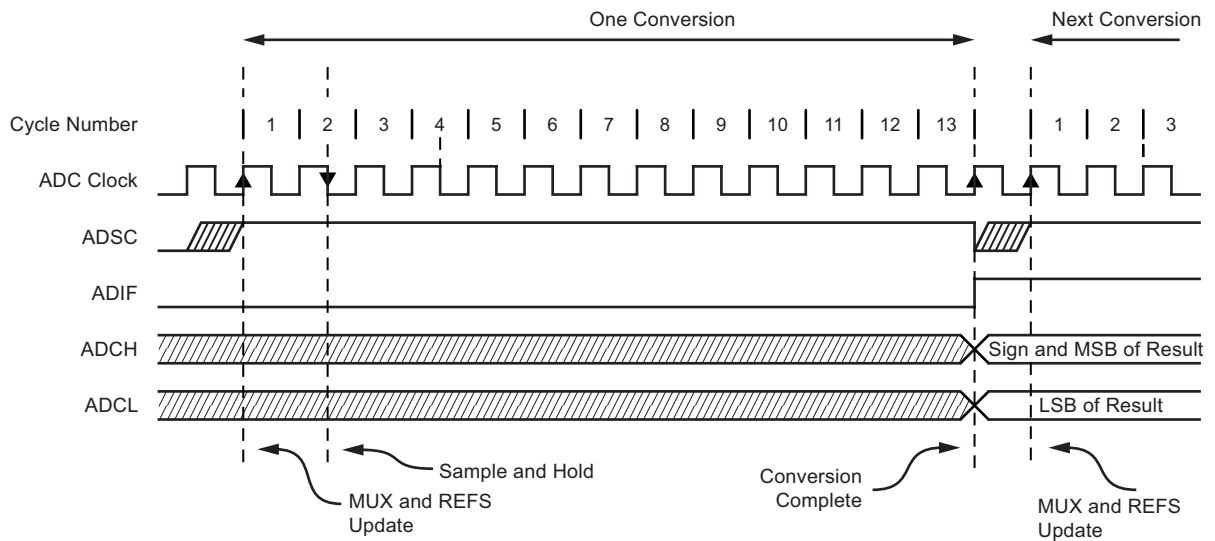 One Conversion
Next Conversion
Cycle Number
1 2 3 4 5 6 7 8 9 10 11 12 13 1 2 3
ADC Clock
ADSC
ADIF
ADCH
Sign and MSB of Result
ADCL
LSB of Result
Sample and Hold
MUX and REFS
Update
Conversion
Complete
MUX and REFS
Update